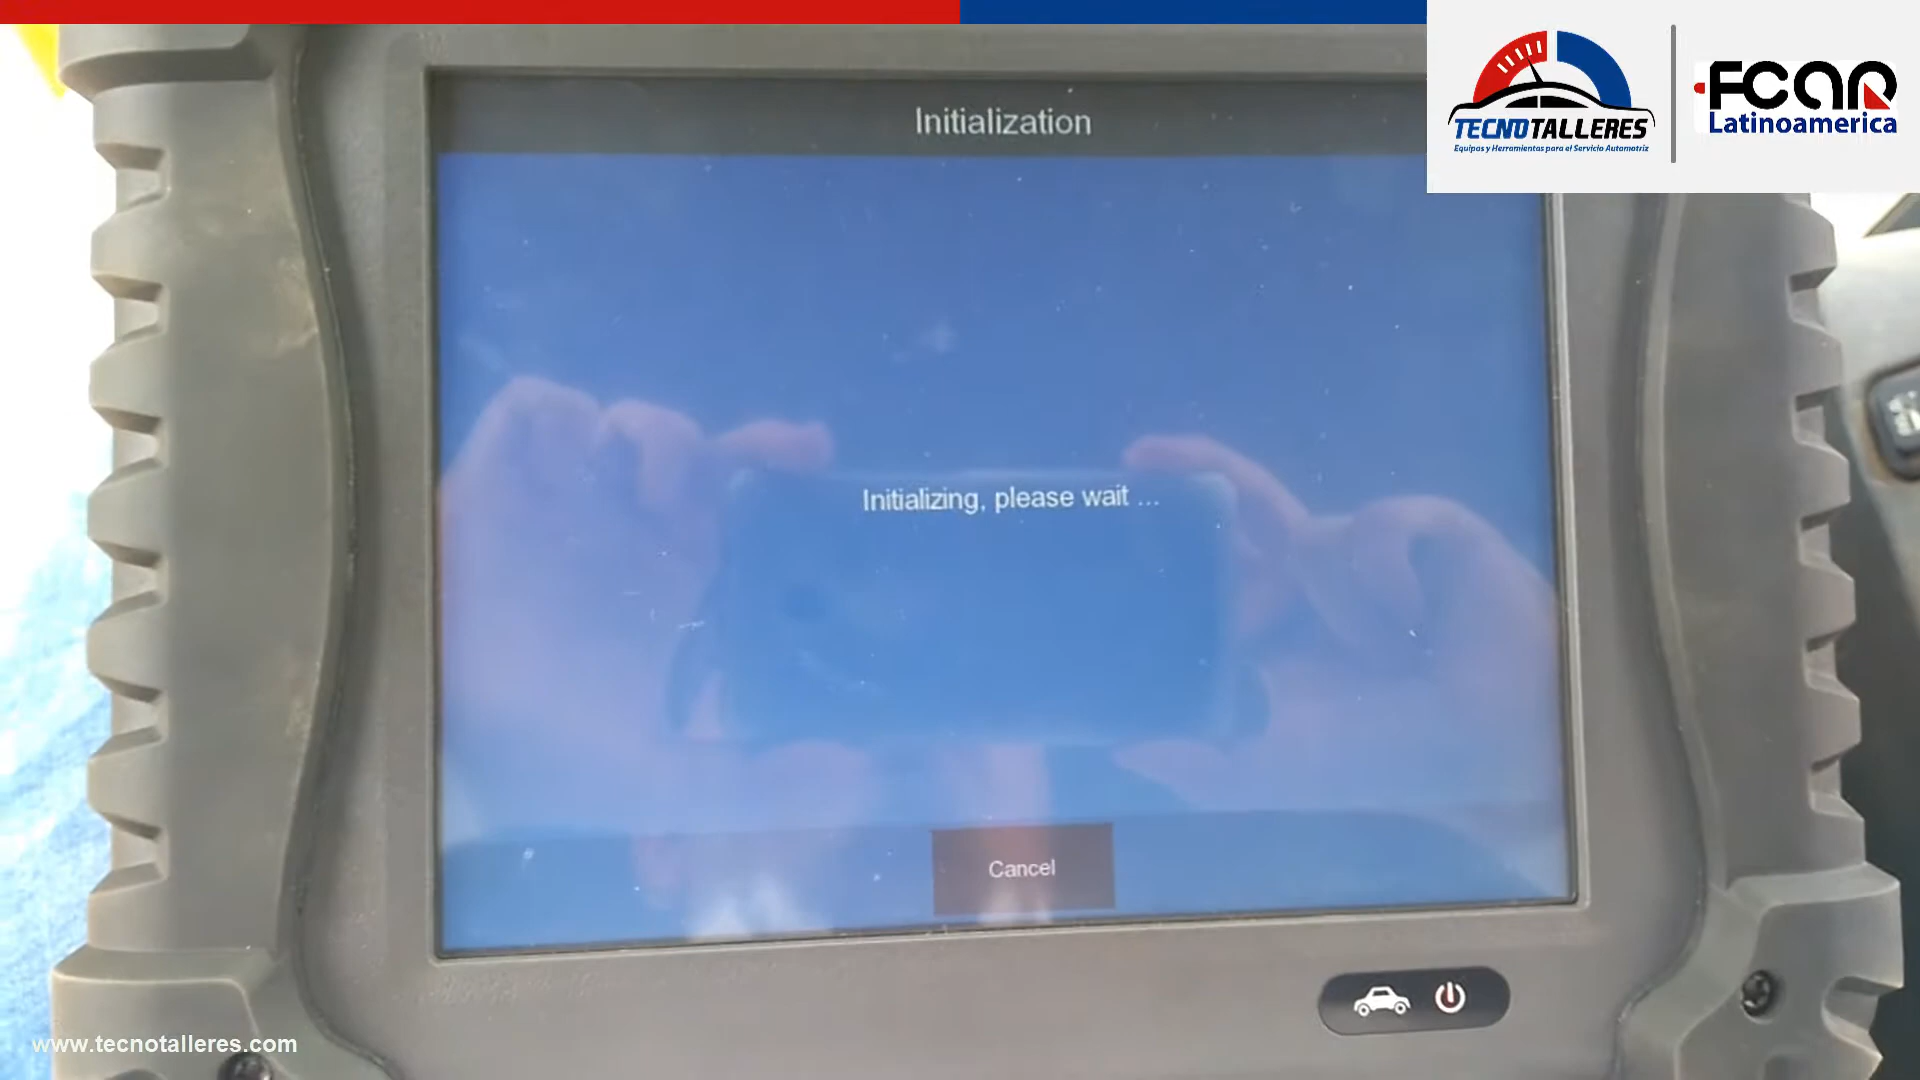 Initialization
TECNOTALLERES
Equipos y Herramientas para el Servicio Automotriz
FCAR
Latinoamerica
Initializing, please wait ...
Cancel
www.tecnotalleres.com